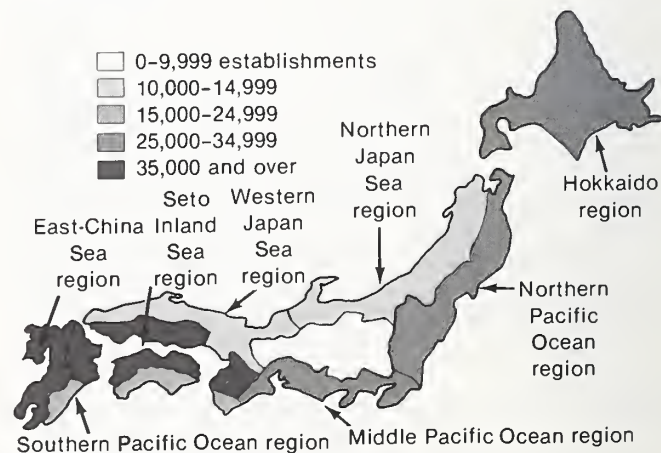 0–9,999 establishments
10,000–14,999
15,000–24,999
25,000–34,999
35,000 and over
East-China
Sea
region
Seto
Inland
Sea
region
Western
Japan
Sea
region
Northern
Japan
Sea
region
Hokkaido
region
Northern
Pacific
Ocean
region
Southern Pacific Ocean region
Middle Pacific Ocean region